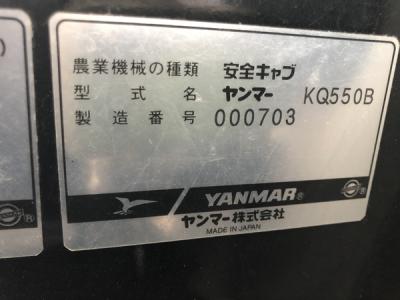 農業機械の種類 安全キャブ
型式名 ヤンマー KQ550B
製造番号 000703
YANMAR®
ヤンマー株式会社
MADE IN JAPAN